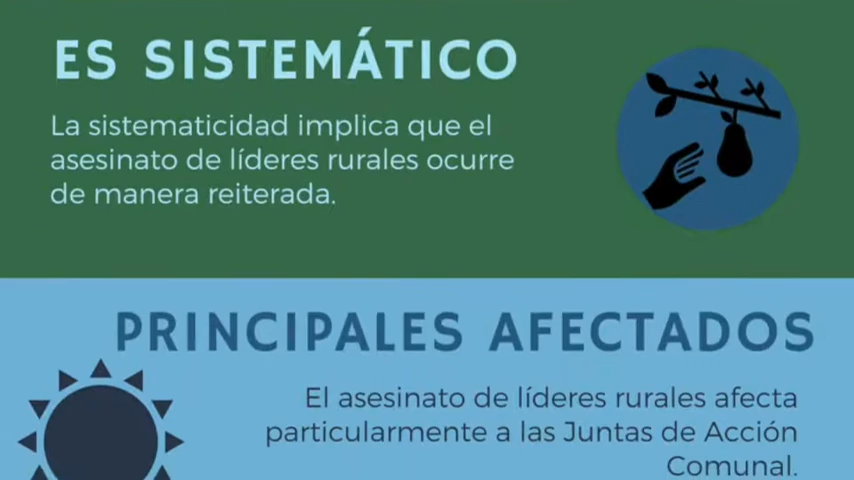 ES SISTEMÁTICO
La sistematicidad implica que el
asesinato de líderes rurales ocurre
de manera reiterada.
PRINCIPALES AFECTADOS
El asesinato de líderes rurales afecta
particularmente a las Juntas de Acción
Comunal.